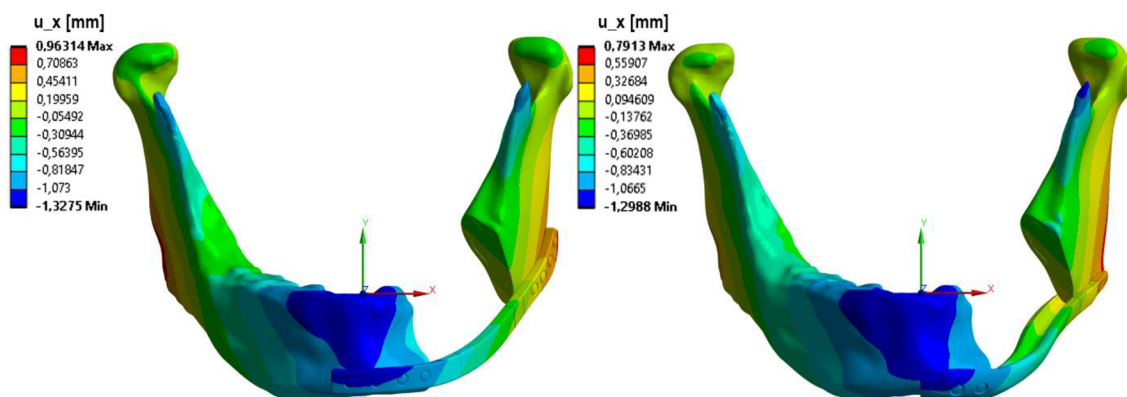 u_x [mm]
0,96314 Max
0,70863
0,45411
0,19959
-0,05492
-0,30944
-0,56395
-0,81847
-1,073
-1,3275 Min
Y
Z
X
u_x [mm]
0,7913 Max
0,55907
0,32684
0,094609
-0,13762
-0,36985
-0,60208
-0,83431
-1,0665
-1,2988 Min
Y
Z
X